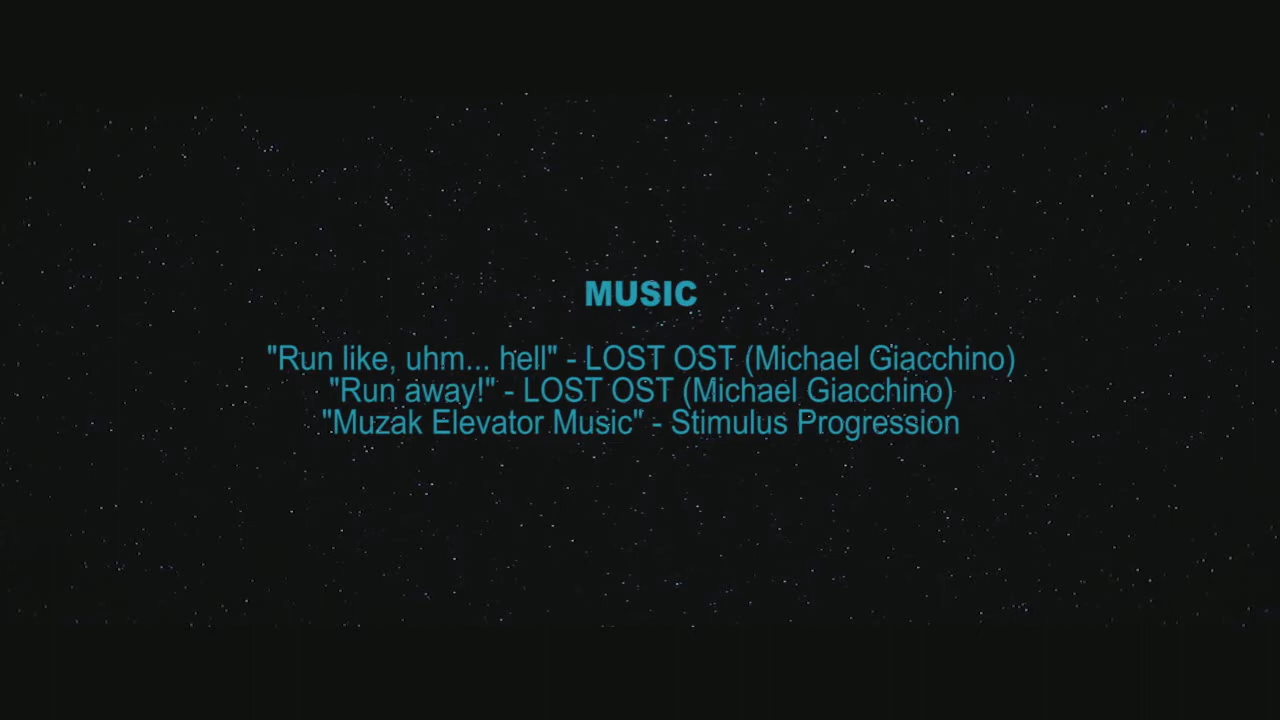 MUSIC
"Run like, uhm... hell" - LOST OST (Michael Giacchino)
"Run away!" - LOST OST (Michael Giacchino)
"Muzak Elevator Music" - Stimulus Progression